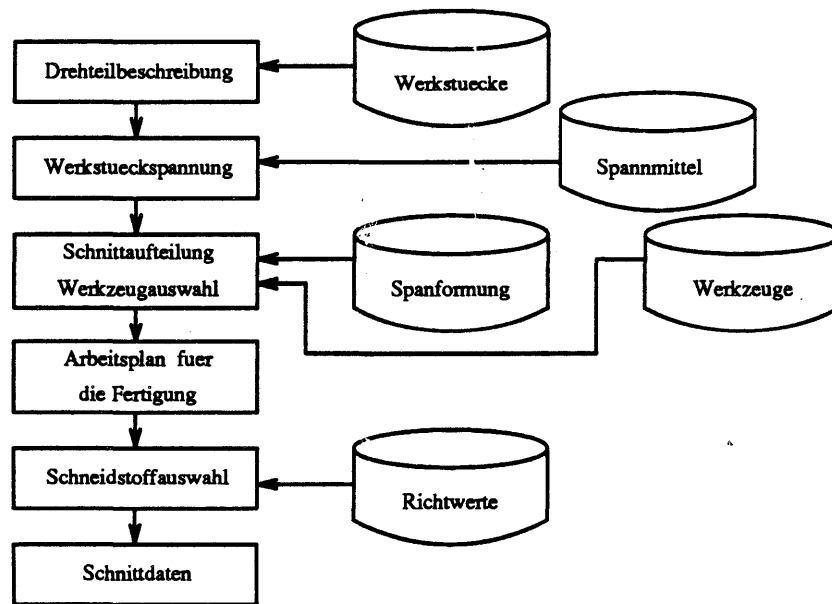 Drehteilbeschreibung
Werkstuecke
Werkstueckspannung
Spannmittel
Schnittaufteilung
Werkzeugauswahl
Spanformung
Werkzeuge
Arbeitsplan fuer
die Fertigung
Schneidstoffauswahl
Richtwerte
Schnittdaten